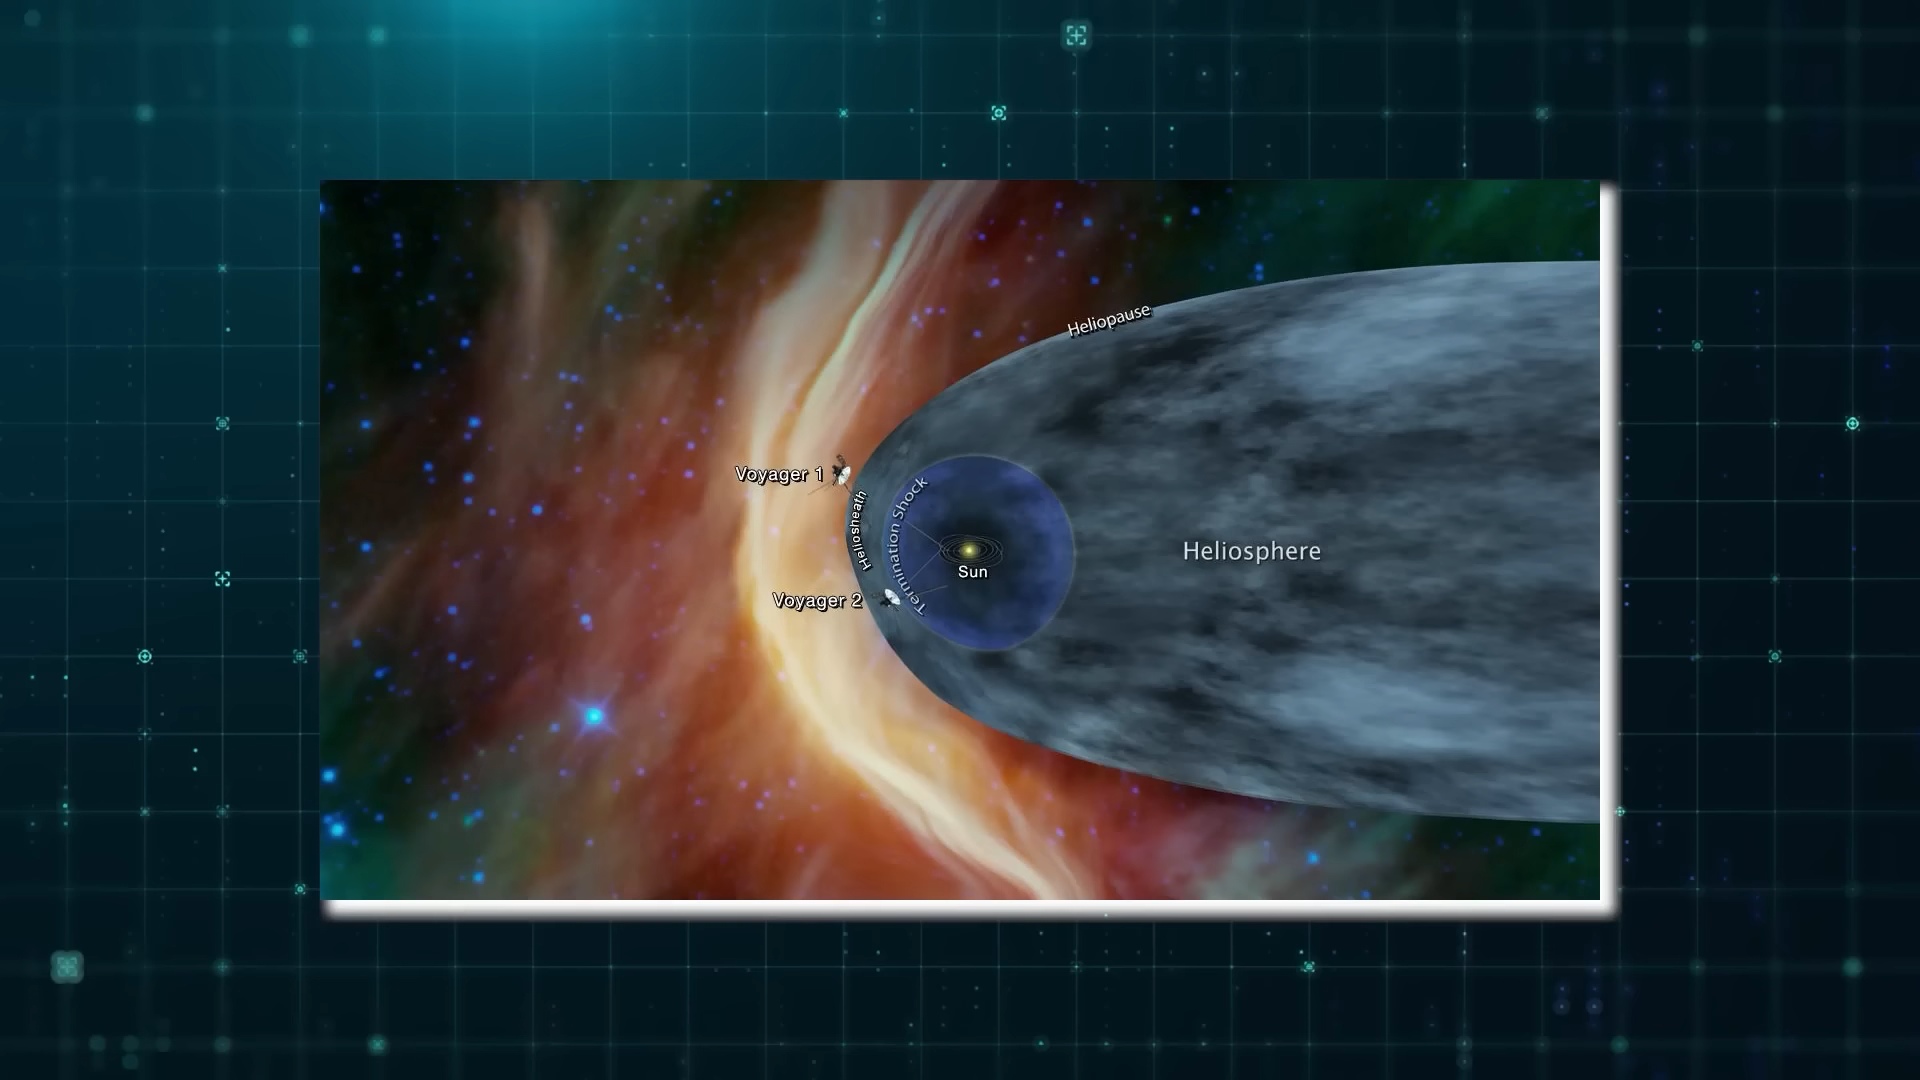 Heliopause
Voyager 1
Heliosheath
Termination Shock
Heliosphere
Sun
Voyager 2